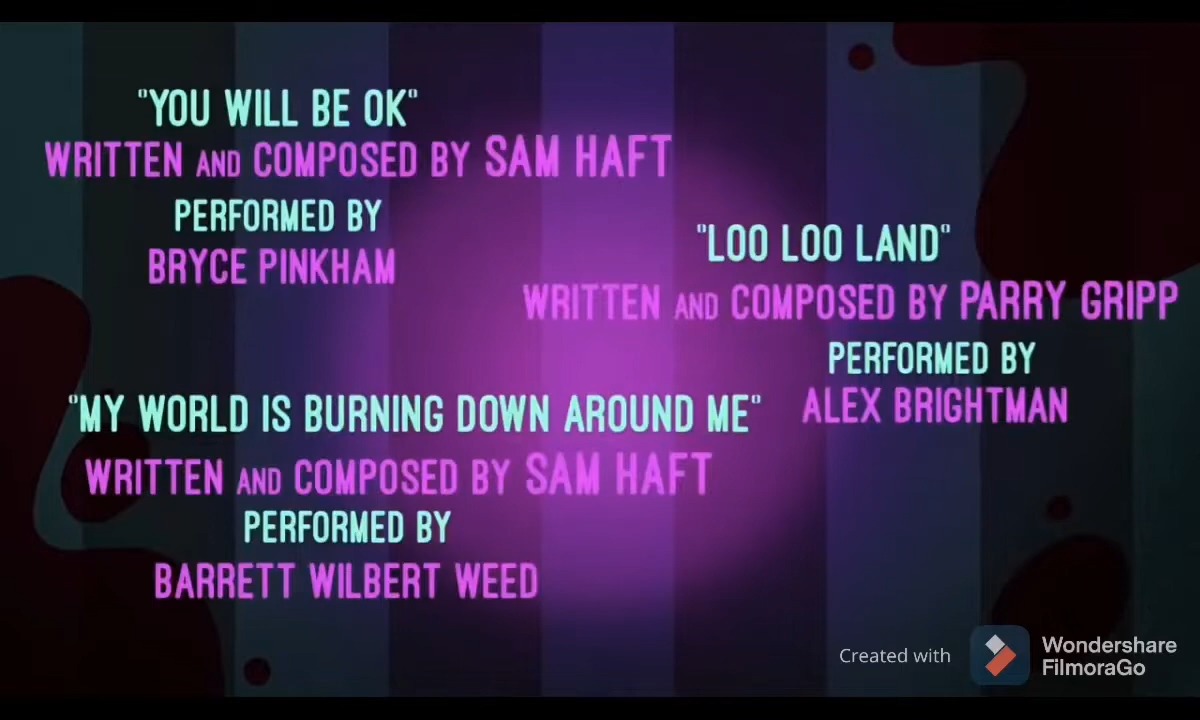 "YOU WILL BE OK"
WRITTEN AND COMPOSED BY SAM HAFT
PERFORMED BY
BRYCE PINKHAM
"LOO LOO LAND"
WRITTEN AND COMPOSED BY PARRY GRIPP
PERFORMED BY
ALEX BRIGHTMAN
"MY WORLD IS BURNING DOWN AROUND ME"
WRITTEN AND COMPOSED BY SAM HAFT
PERFORMED BY
BARRETT WILBERT WEED
Created with
Wondershare
FilmoraGo